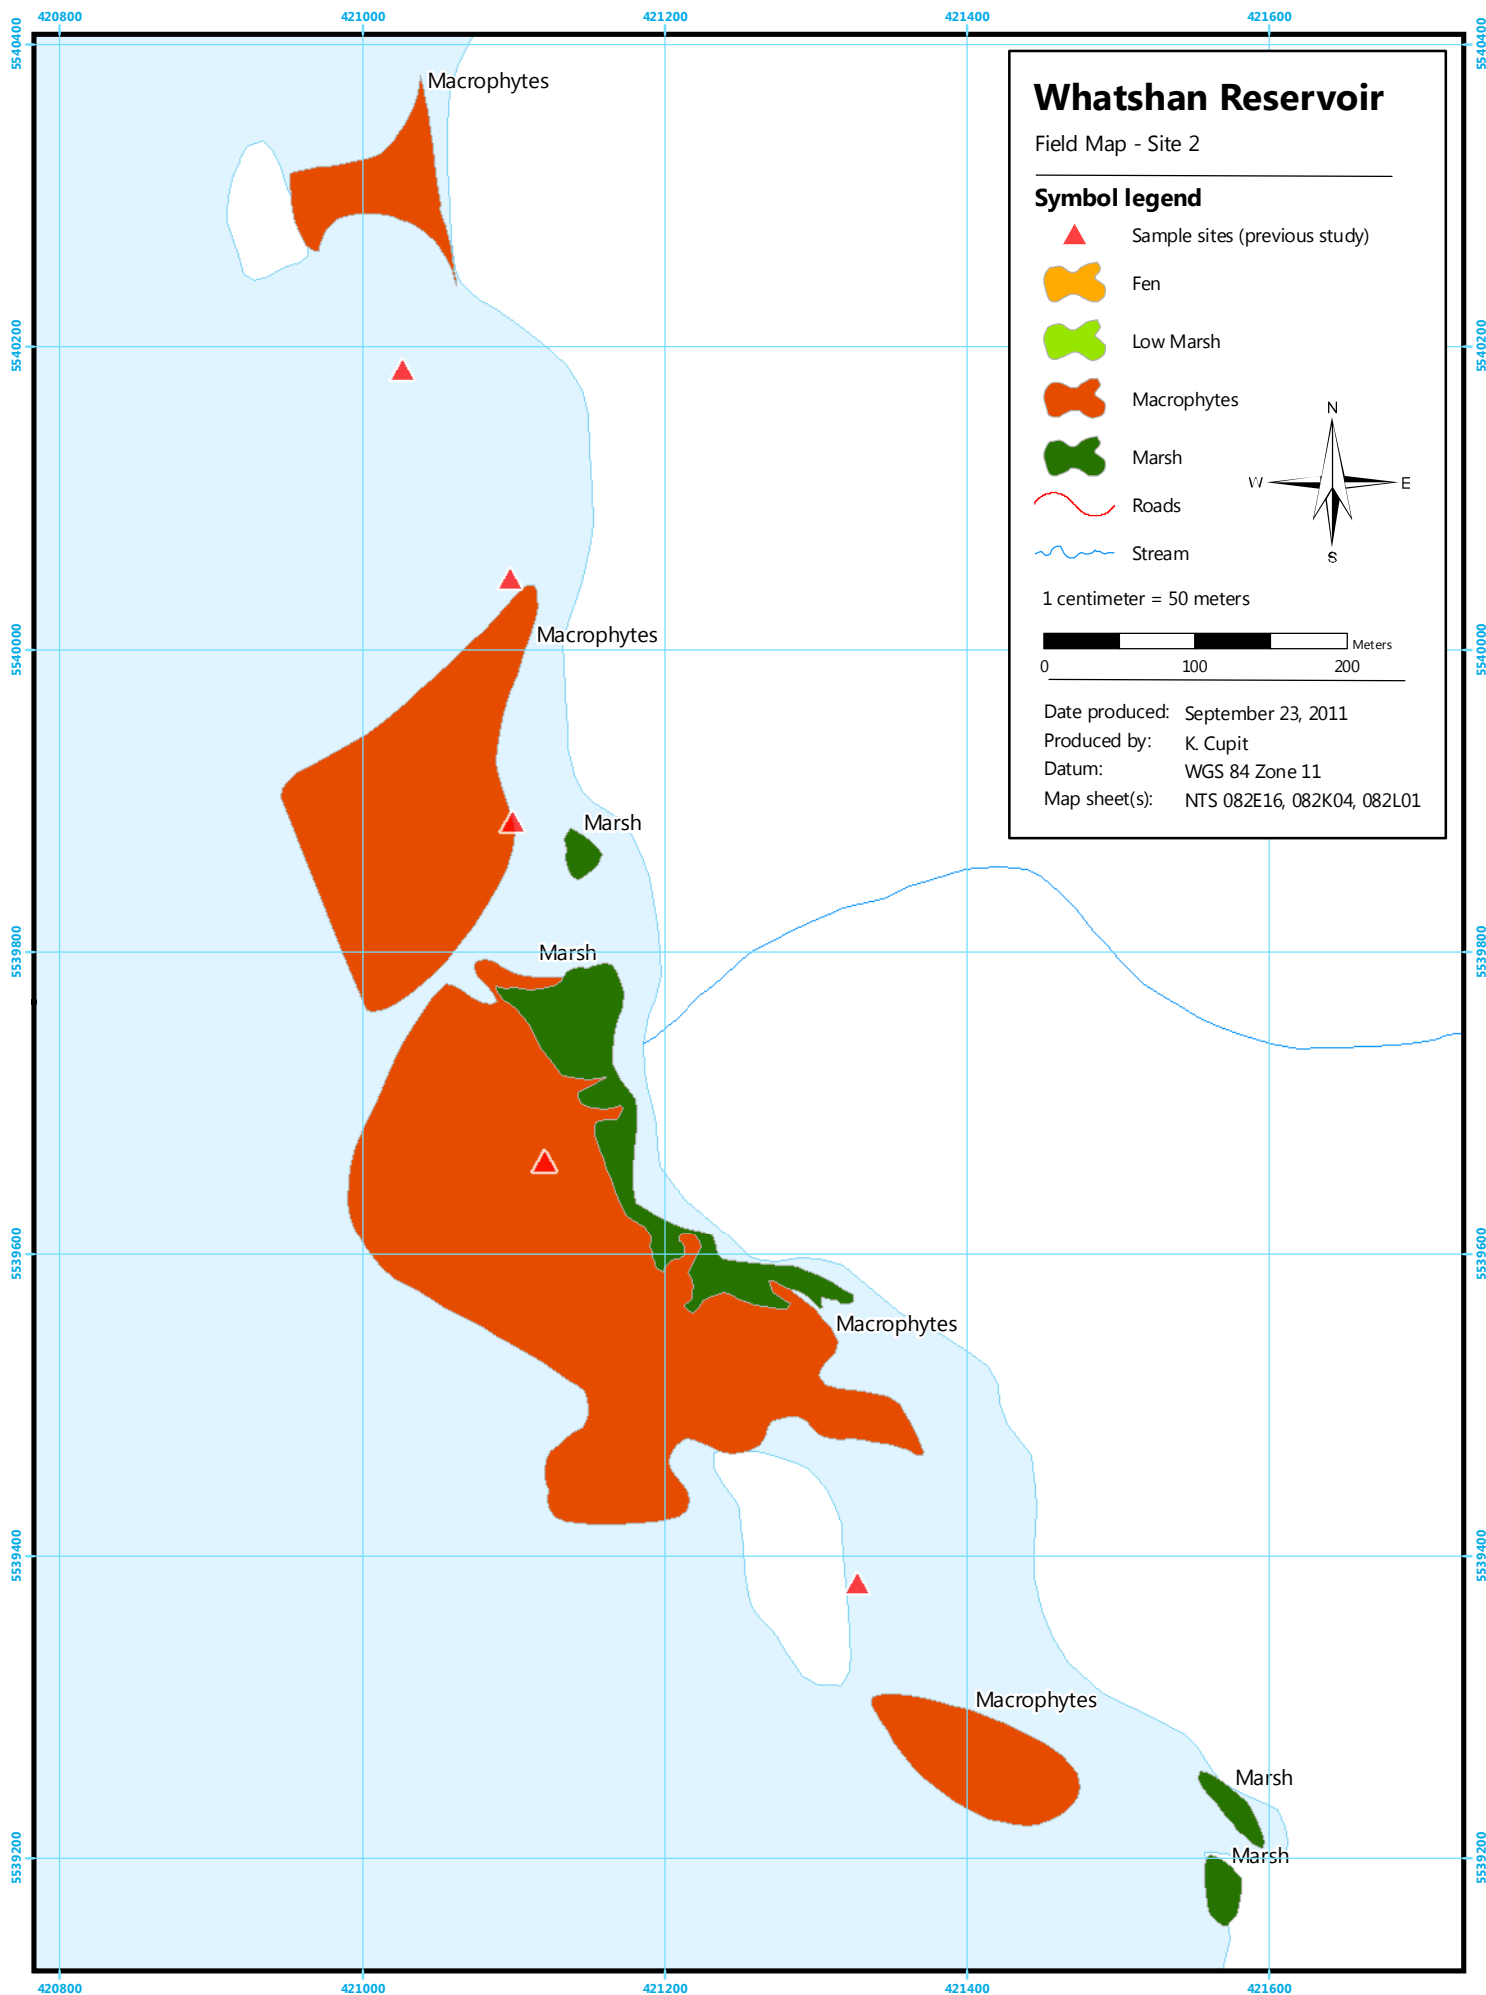 420800 421000 421200 421400 421600
5540400 5540400
Macrophytes
Whatshan Reservoir
Field Map - Site 2
Symbol legend
Sample sites (previous study)
Fen
Low Marsh
Macrophytes
Marsh
Roads
Stream
N
W E
S
1 centimeter = 50 meters
Meters
0 100 200
Date produced: September 23, 2011
Produced by: K. Cupit
Datum: WGS 84 Zone 11
Map sheet(s): NTS 082E16, 082K04, 082L01
5540200 5540200
Macrophytes
5540000 5540000
Marsh
Marsh
5539800 5539800
5539600 5539600
Macrophytes
5539400 5539400
Macrophytes
Marsh
Marsh
5539200 5539200
420800 421000 421200 421400 421600